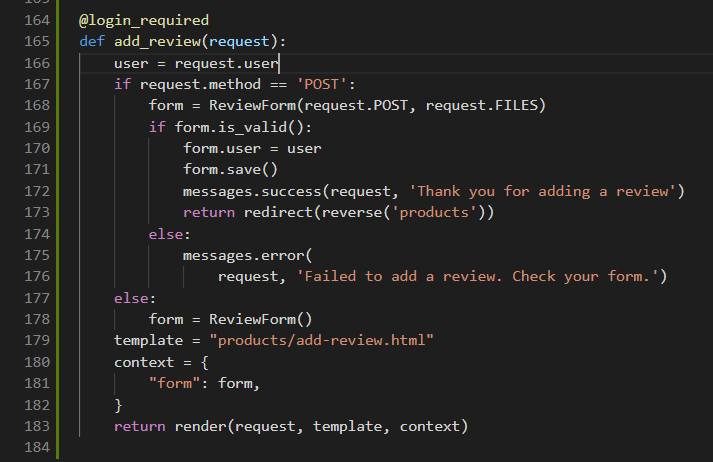 164 @login_required
165 def add_review(request):
166     user = request.user
167     if request.method == 'POST':
168         form = ReviewForm(request.POST, request.FILES)
169         if form.is_valid():
170             form.user = user
171             form.save()
172             messages.success(request, 'Thank you for adding a review')
173             return redirect(reverse('products'))
174         else:
175             messages.error(
176                 request, 'Failed to add a review. Check your form.')
177     else:
178         form = ReviewForm()
179     template = "products/add-review.html"
180     context = {
181         "form": form,
182     }
183     return render(request, template, context)
184